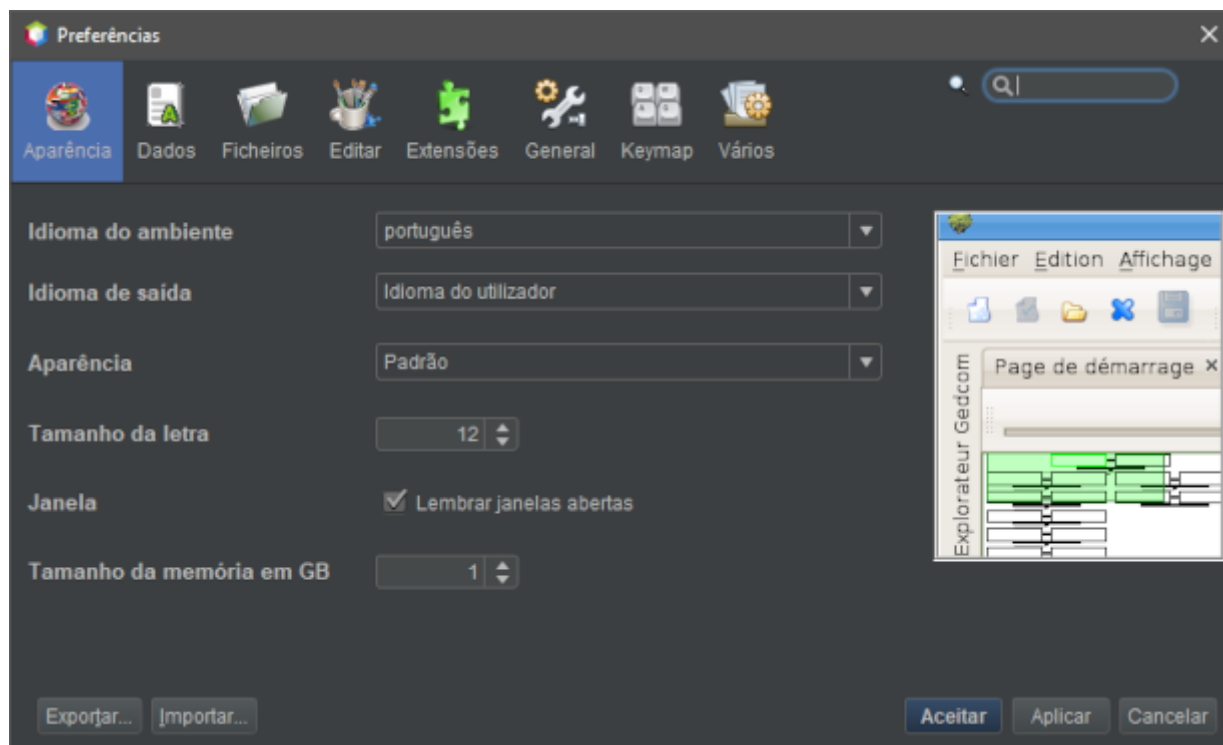 Preferências
Aparência Dados Ficheiros Editar Extensões General Keymap Vários
Idioma do ambiente português
Idioma de saída Idioma do utilizador
Aparência Padrão
Tamanho da letra 12
Janela Lembrar janelas abertas
Tamanho da memória em GB 1
Fichier Edition Affichage
Page de démarrage
Explorateur Gedcom
Exportar... Importar... Aceitar Aplicar Cancelar